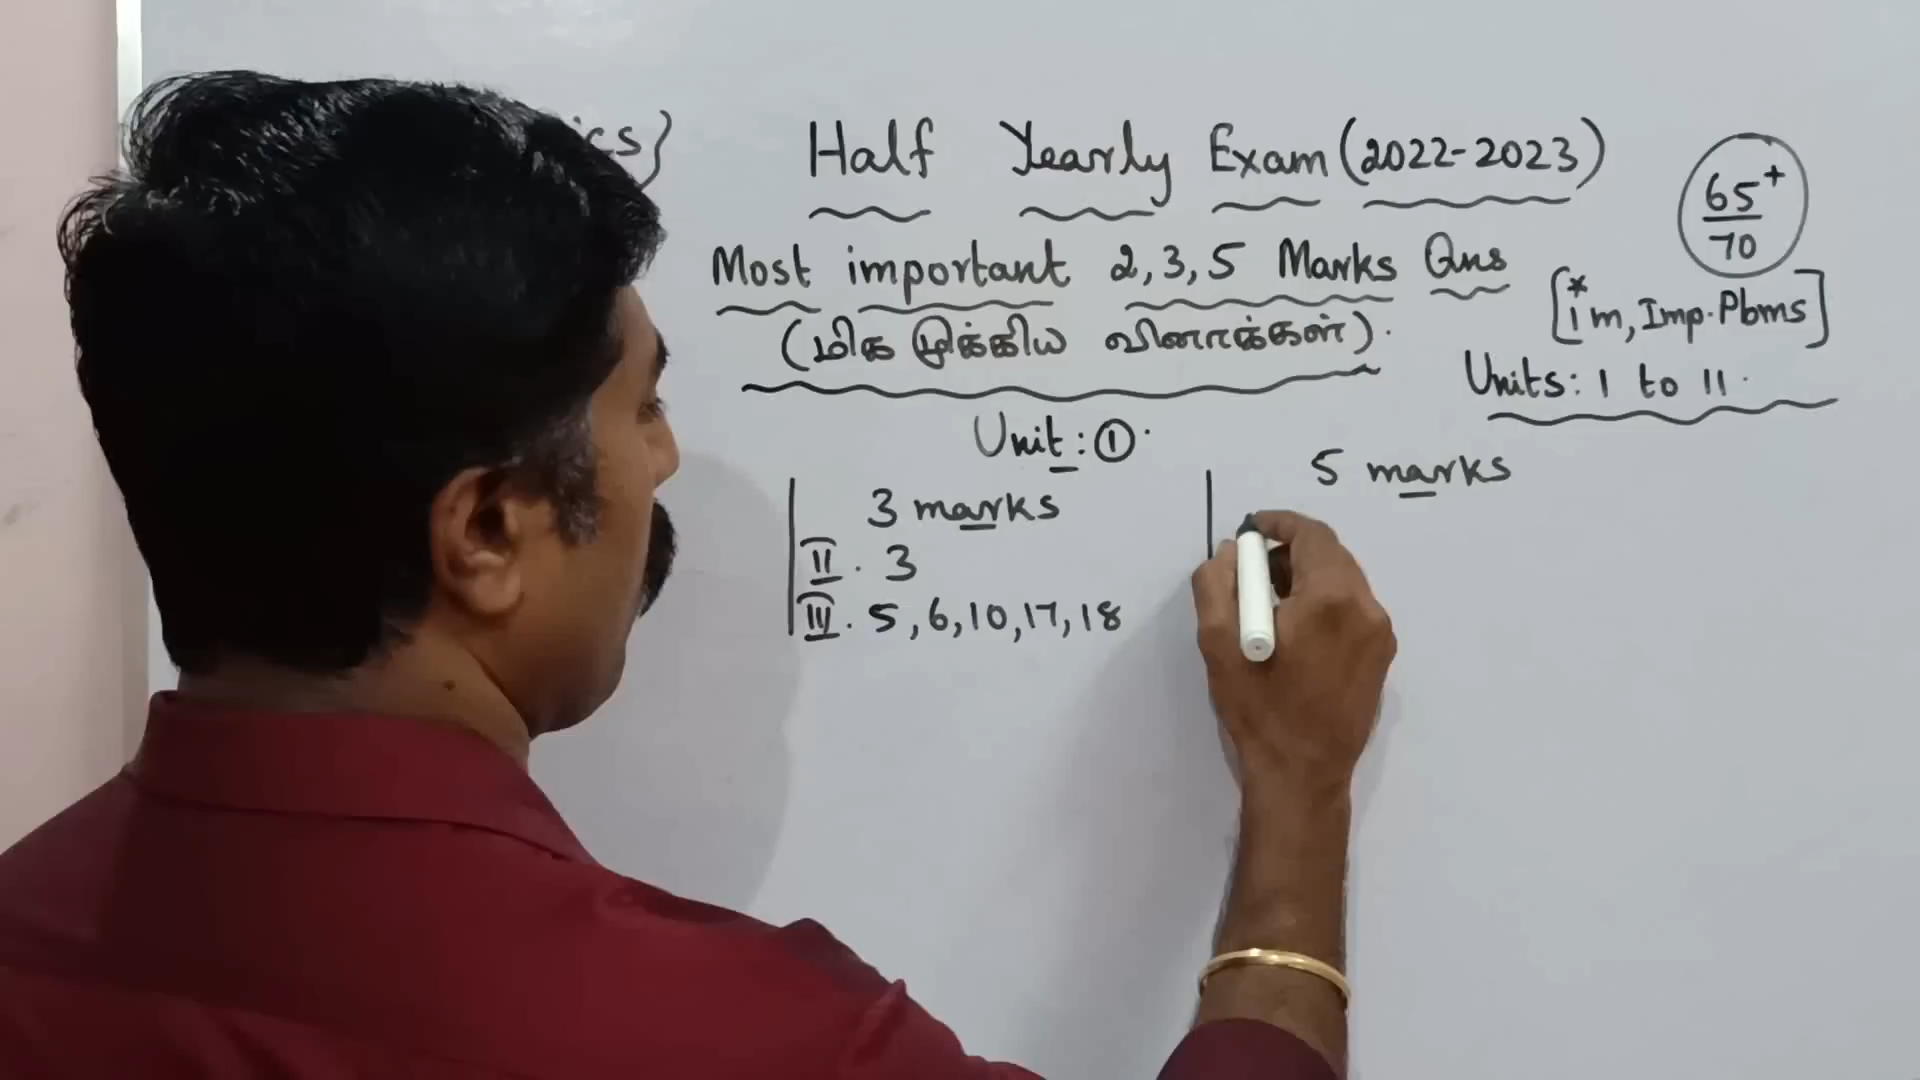 Half Yearly Exam (2022-2023)
65+
70
Most important 2, 3, 5 Marks Qns
(மிக முக்கிய வினாக்கள்).
[* 1m, Imp. Pbms]
Units: 1 to 11.
Unit: ①.
3 marks
II. 3
III. 5, 6, 10, 17, 18
5 marks